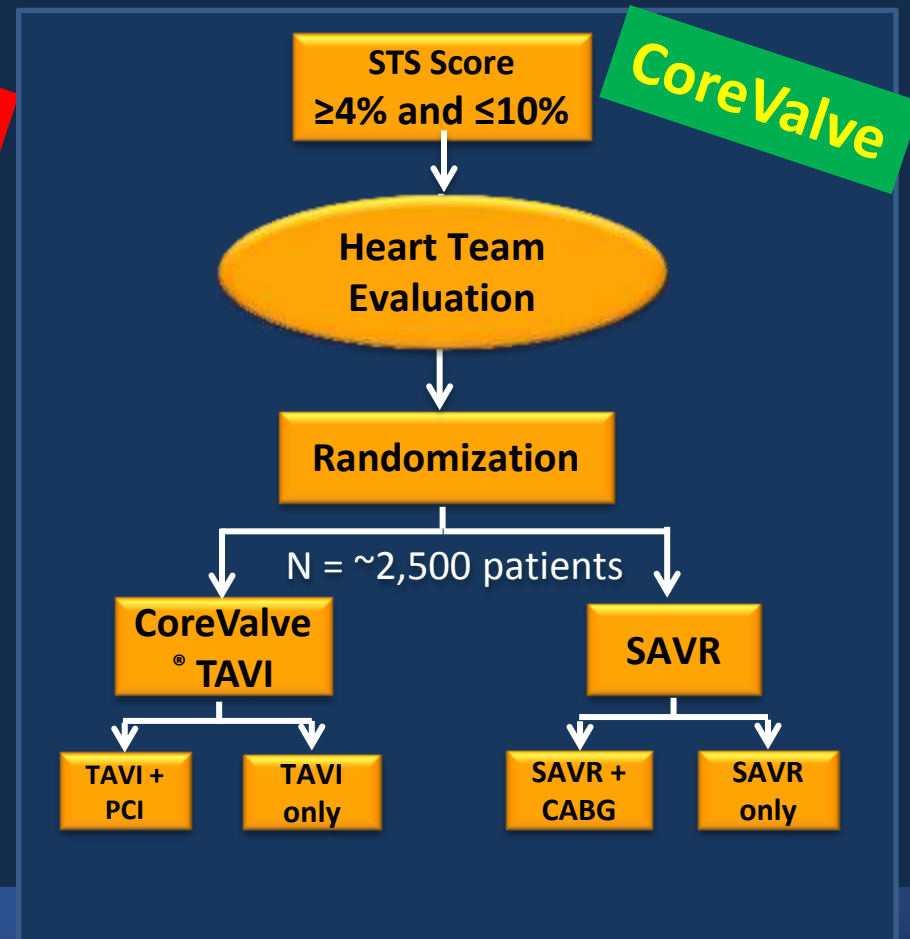 STS Score
≥4% and ≤10%
CoreValve
Heart Team
Evaluation
Randomization
N = ~2,500 patients
CoreValve
® TAVI
SAVR
TAVI +
PCI
TAVI
only
SAVR +
CABG
SAVR
only